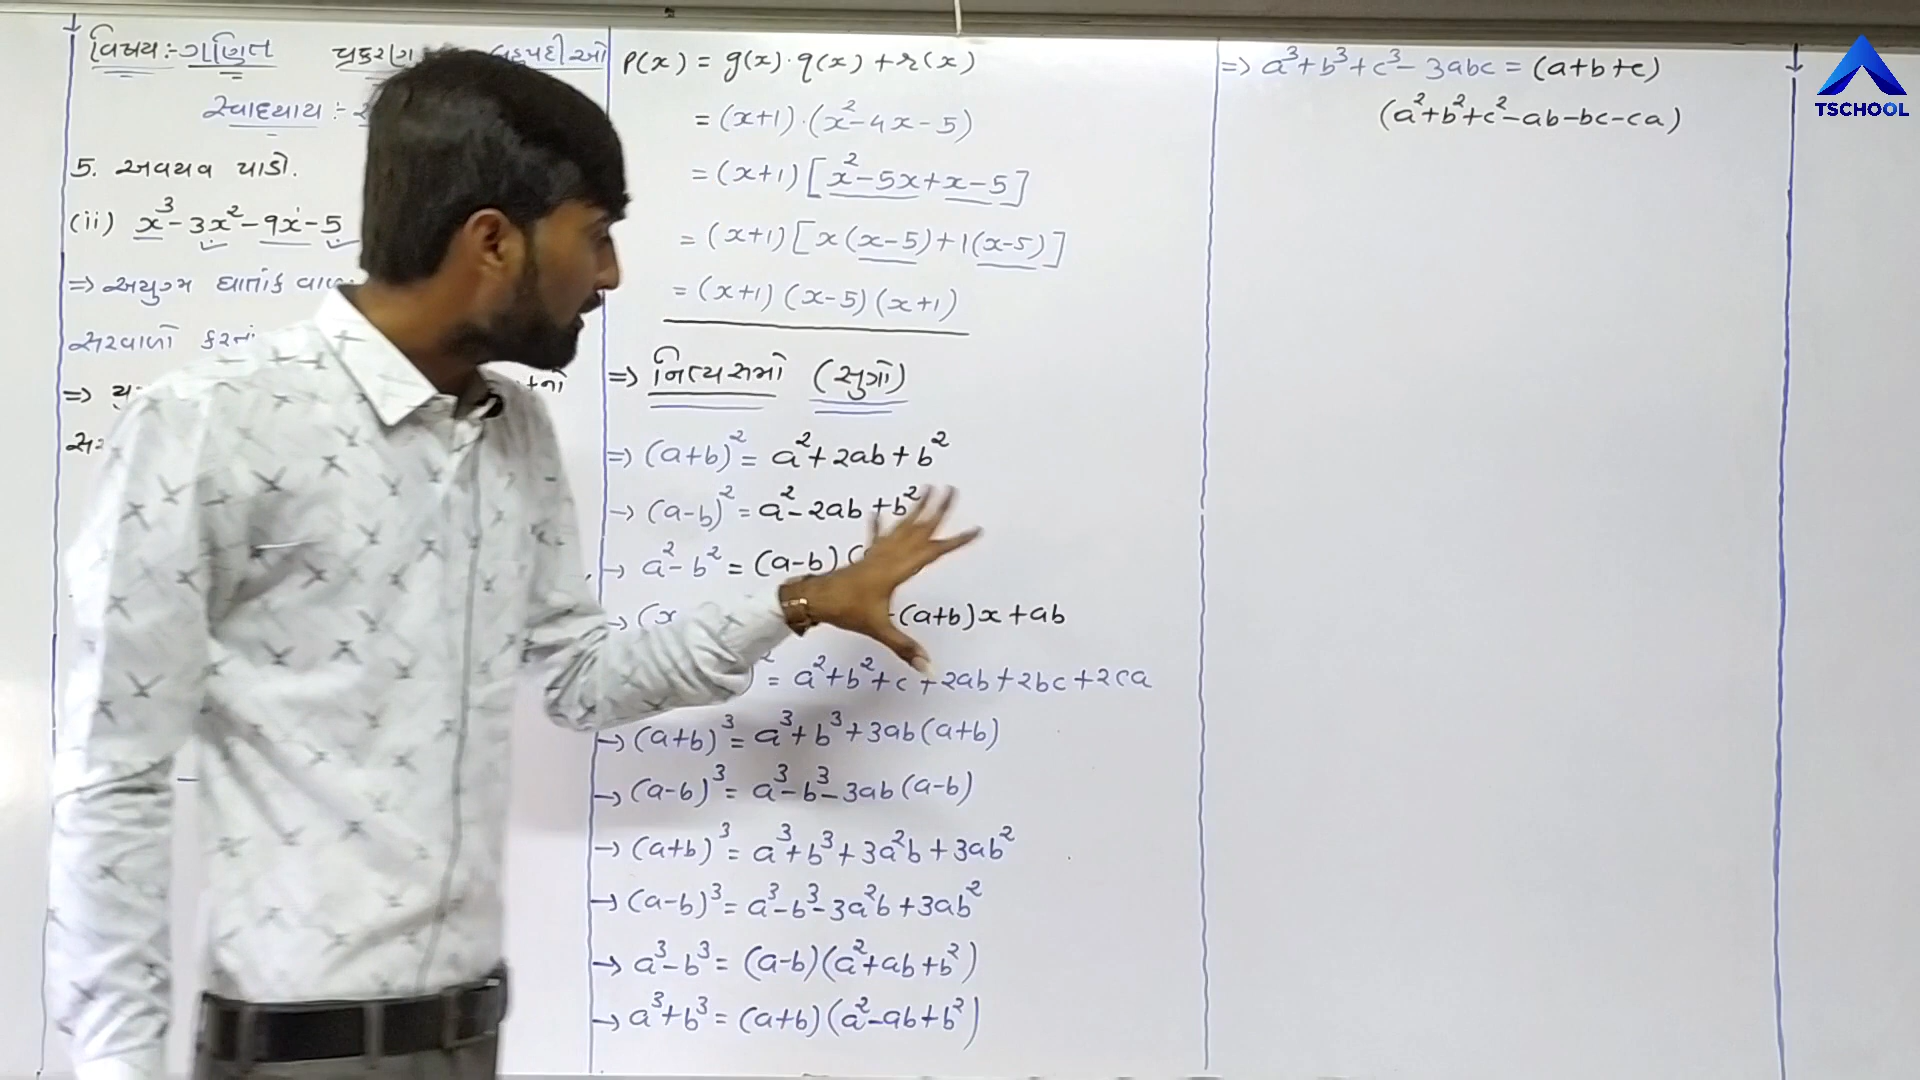 વિષય:- ગણિત
સ્વાધ્યાય :-
5. અવયવ પાડો.
(ii) x³-3x²-9x-5
=> અયુગ્મ ઘાતાંક
સરવાળો કરતાં
=>
P(x) = g(x)·q(x)+r(x)
= (x+1)·(x²-4x-5)
= (x+1)[x²-5x+x-5]
= (x+1)[x(x-5)+1(x-5)]
= (x+1)(x-5)(x+1)
=> નિત્યસમો (સુત્રો)
=> (a+b)² = a²+2ab+b²
→ (a-b)² = a²-2ab+b²
→ a²-b² = (a-b)(
→ (x (a+b)x+ab
² = a²+b²+c+2ab+2bc+2ca
→ (a+b)³ = a³+b³+3ab(a+b)
→ (a-b)³ = a³-b³-3ab(a-b)
→ (a+b)³ = a³+b³+3a²b+3ab²
→ (a-b)³ = a³-b³-3a²b+3ab²
→ a³-b³ = (a-b)(a²+ab+b²)
→ a³+b³ = (a+b)(a²-ab+b²)
=> a³+b³+c³-3abc = (a+b+c)
(a²+b²+c²-ab-bc-ca)
TSCHOOL